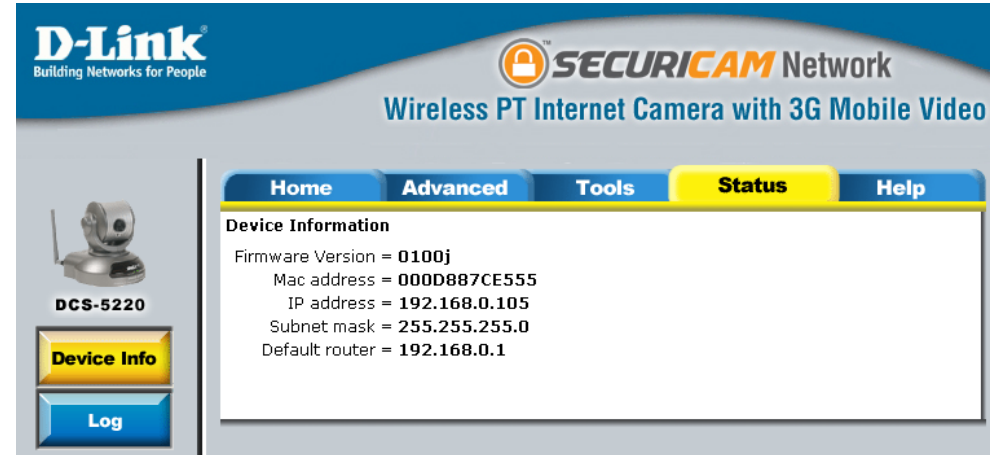 D-Link®
Building Networks for People
SECURICAM Network
Wireless PT Internet Camera with 3G Mobile Video
Home Advanced Tools Status Help
Device Information
Firmware Version = 0100j
Mac address = 000D887CE555
IP address = 192.168.0.105
Subnet mask = 255.255.255.0
Default router = 192.168.0.1
DCS-5220
Device Info
Log